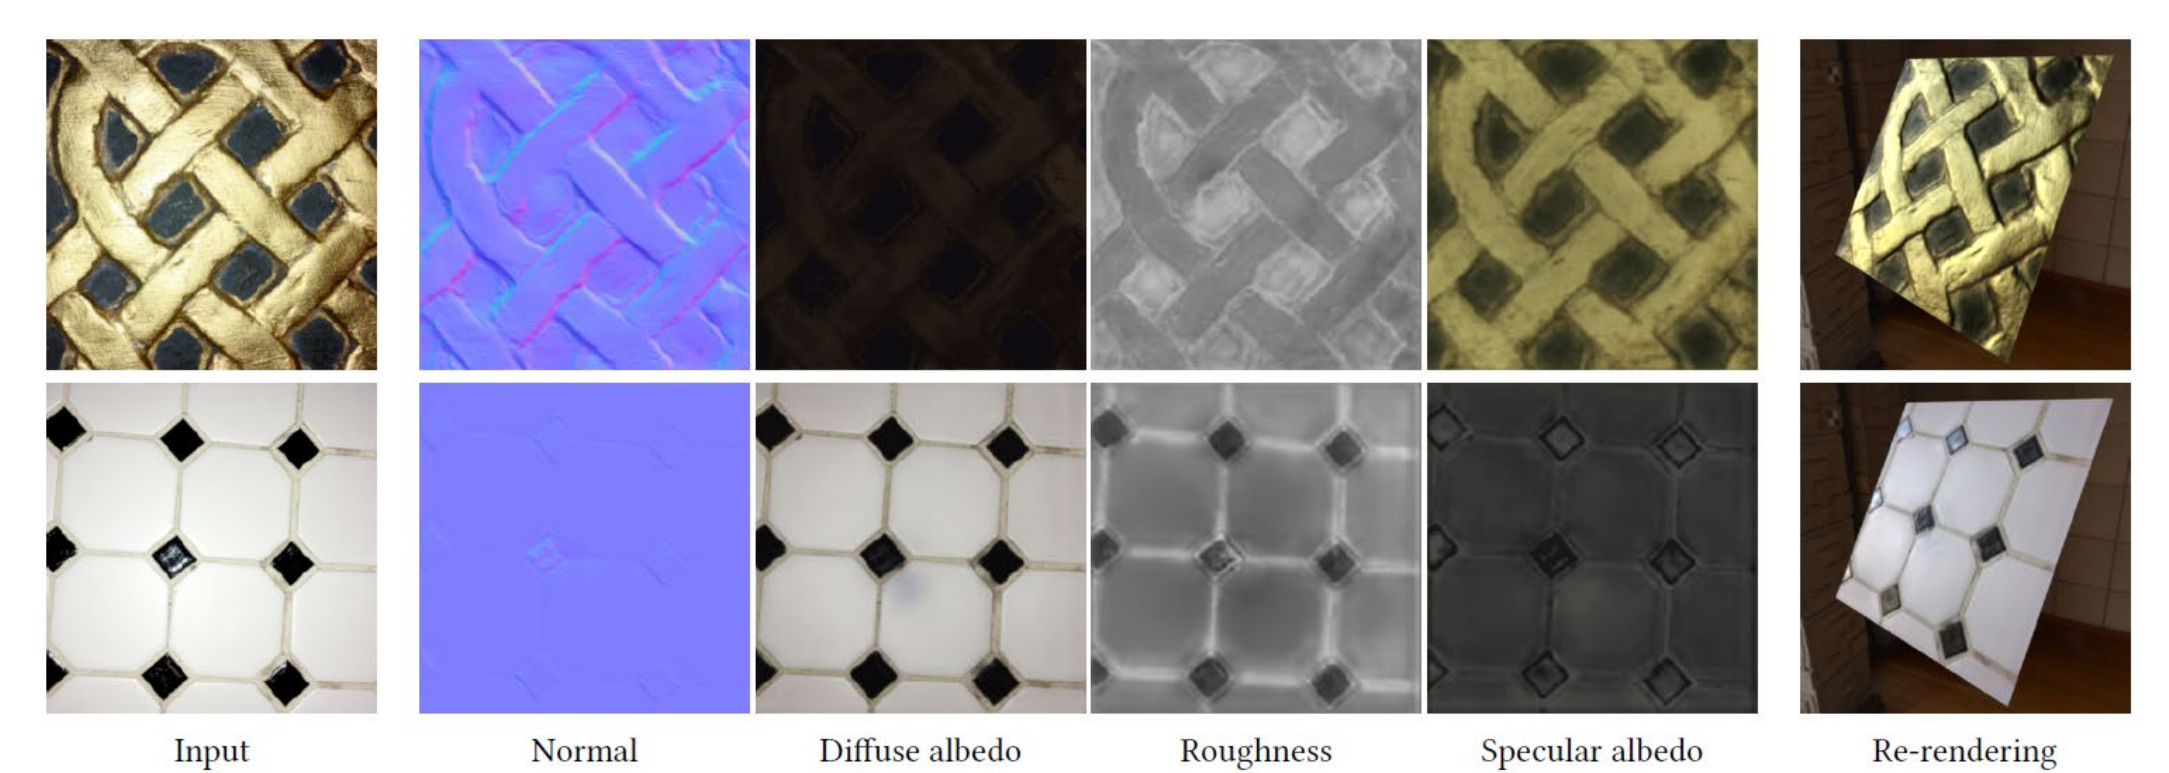 Input
Normal
Diffuse albedo
Roughness
Specular albedo
Re-rendering